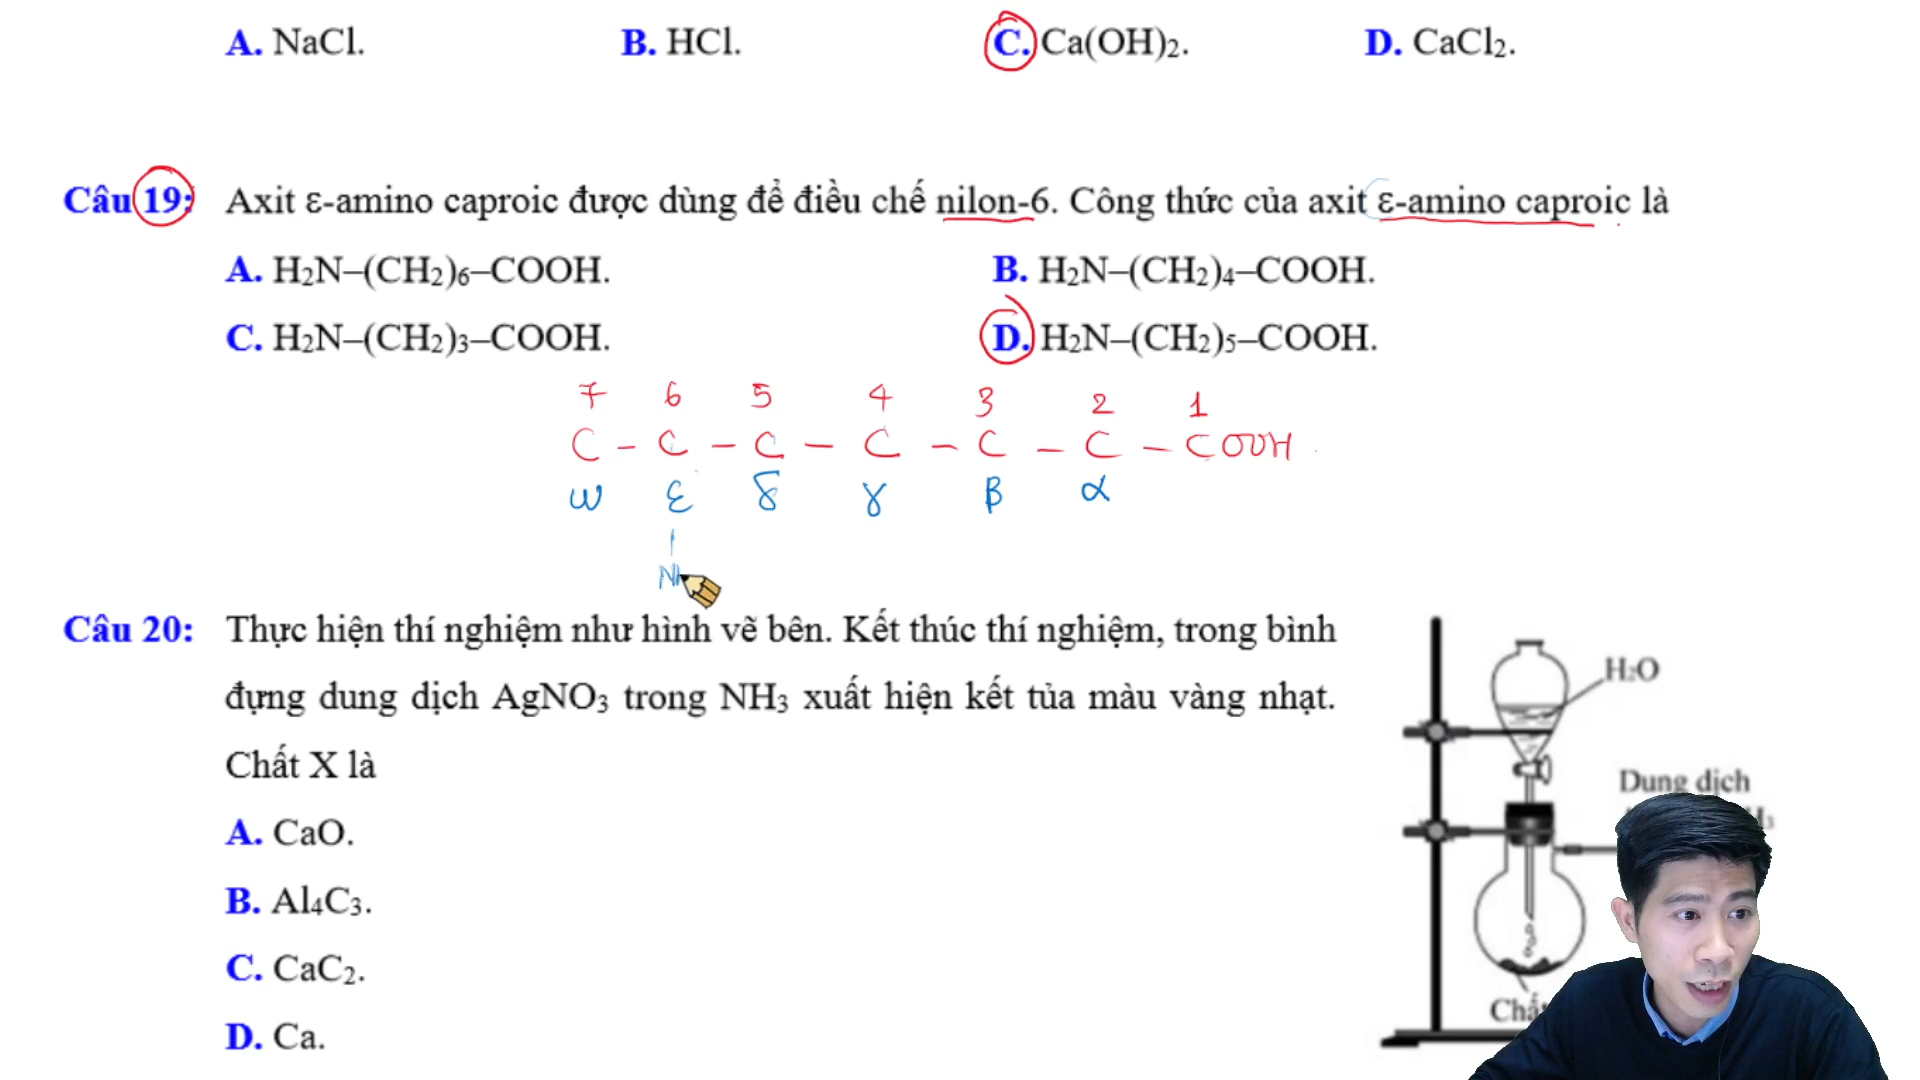 A. NaCl. B. HCl. C. Ca(OH)₂. D. CaCl₂.
Câu 19: Axit ε-amino caproic được dùng để điều chế nilon-6. Công thức của axit ε-amino caproic là
A. H₂N–(CH₂)₆–COOH. B. H₂N–(CH₂)₄–COOH.
C. H₂N–(CH₂)₃–COOH. D. H₂N–(CH₂)₅–COOH.
7 6 5 4 3 2 1
C – C – C – C – C – C – COOH
ω ε δ γ β α
N
Câu 20: Thực hiện thí nghiệm như hình vẽ bên. Kết thúc thí nghiệm, trong bình
đựng dung dịch AgNO₃ trong NH₃ xuất hiện kết tủa màu vàng nhạt.
Chất X là
A. CaO.
B. Al₄C₃.
C. CaC₂.
D. Ca.
H₂O
Dung dịch